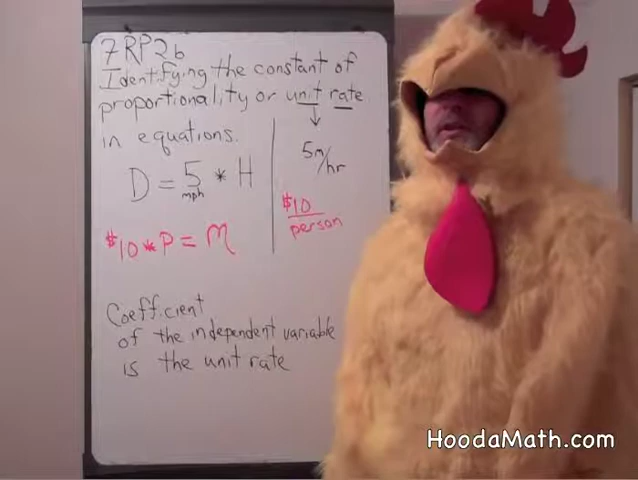 7RP2b
Identifying the constant of
proportionality or unit rate
in equations.
D = 5 * H
mph
5m/hr
$10 * P = M
$10
person
Coefficient
of the independent variable
is the unit rate
HoodaMath.com